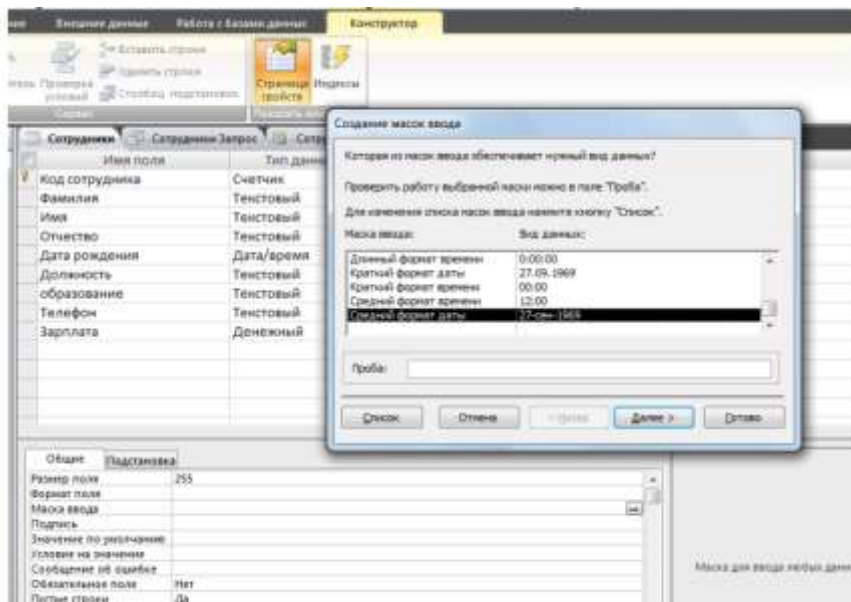 Внешние данные Работа с базами данных Конструктор
Вставить строки
Удалить строки
Столбец подстановок
Проверка условий
Страница свойств
Индексы
Сервис
Сотрудники Сотрудники Запрос
Имя поля
Код сотрудника Счетчик
Фамилия Текстовый
Имя Текстовый
Отчество Текстовый
Дата рождения Дата/время
Должность Текстовый
образование Текстовый
Телефон Текстовый
Зарплата Денежный
Создание масок ввода
Которая из масок ввода обеспечивает нужный вид данных?
Проверить работу выбранной маски можно в поле "Проба".
Для изменения списка масок ввода нажмите кнопку "Список".
Маска ввода: Вид данных:
Длинный формат времени 0:00:00
Краткий формат даты 27.09.1969
Краткий формат времени 00:00
Средний формат времени 12:00
Средний формат даты 27-сен-1969
Проба:
Список Отмена < Назад Далее > Готово
Общие Подстановка
Размер поля 255
Формат поля
Маска ввода
Подпись
Значение по умолчанию
Условие на значение
Сообщение об ошибке
Обязательное поле Нет
Пустые строки Да
Маска для ввода любых